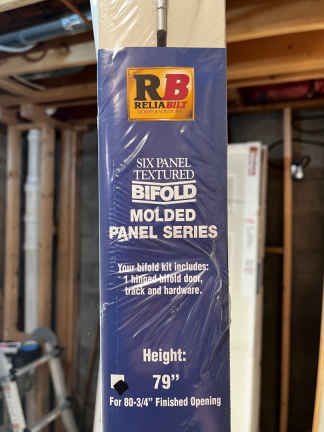 RB
RELIABILT
SIX PANEL
TEXTURED
BIFOLD
MOLDED
PANEL SERIES
Your bifold kit includes:
1 hinged bifold door,
track and hardware.
Height:
79"
For 80-3/4" Finished Opening